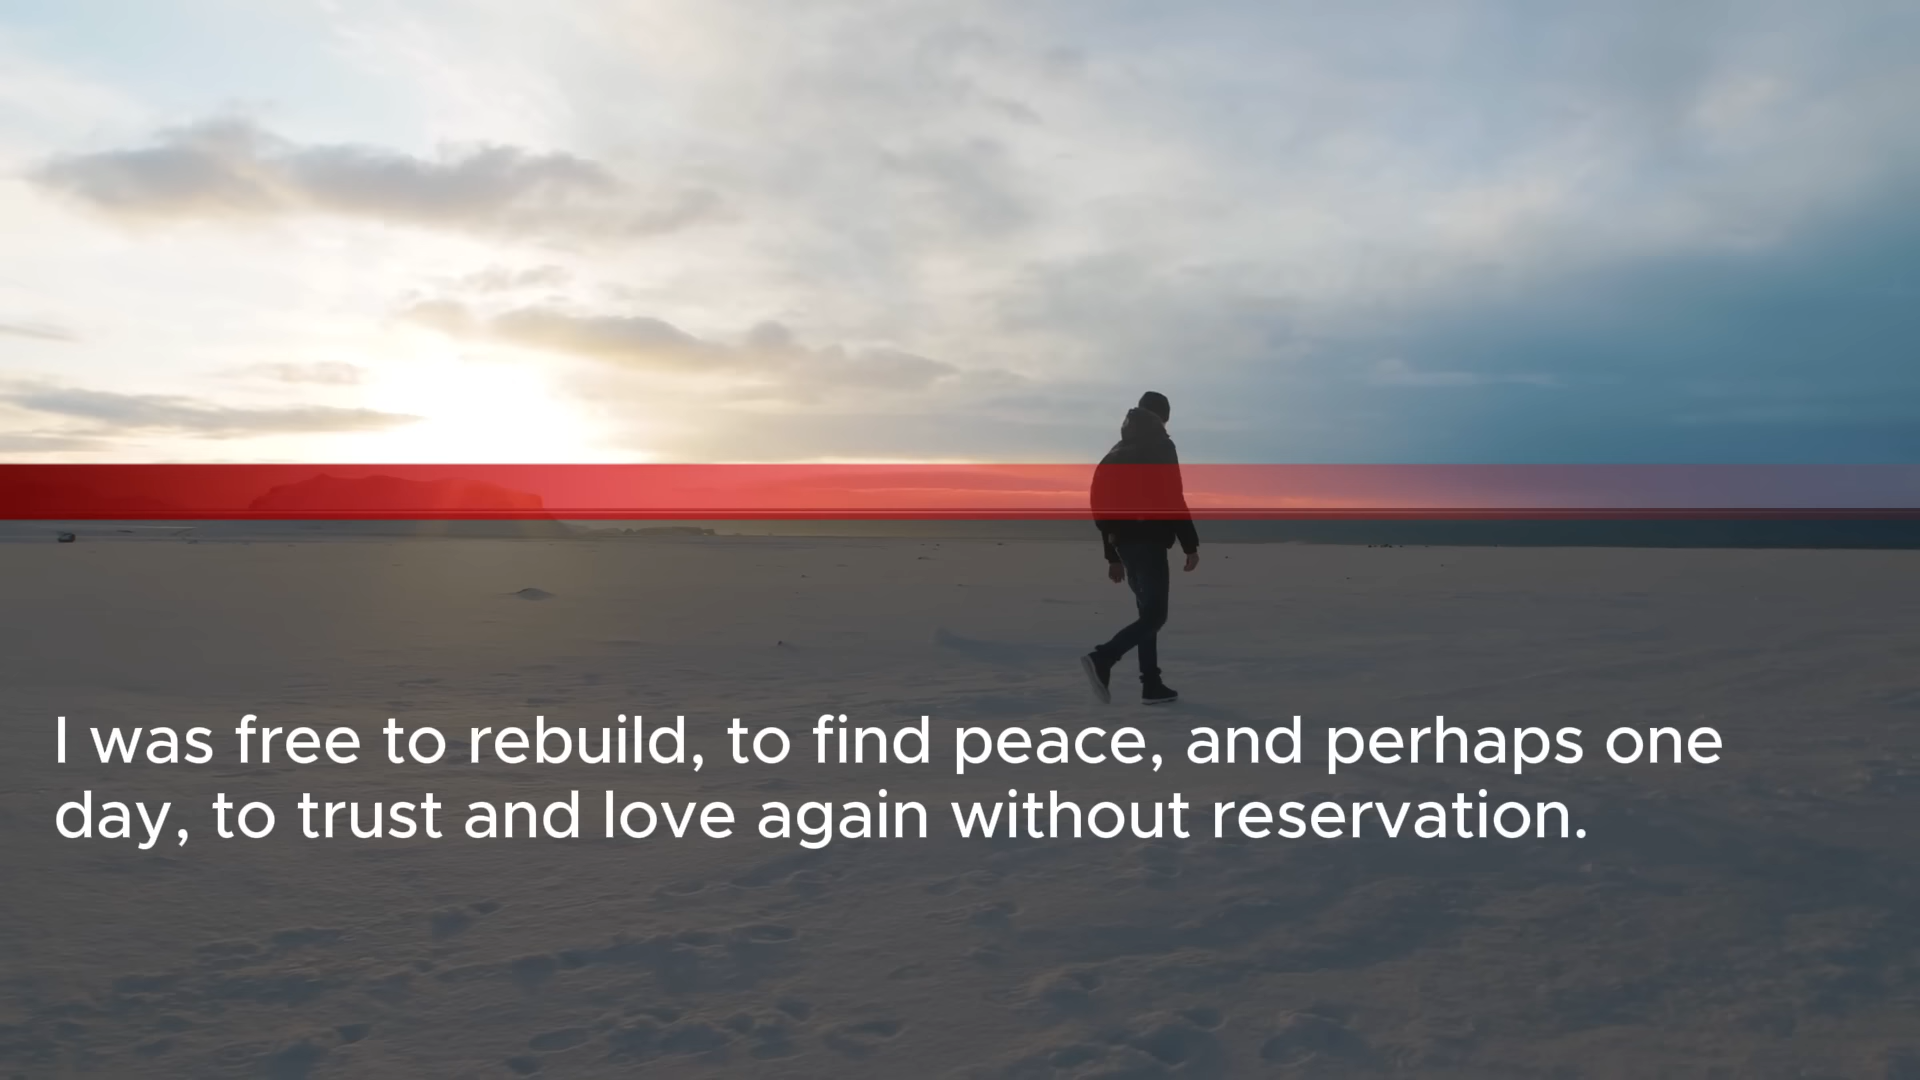 I was free to rebuild, to find peace, and perhaps one
day, to trust and love again without reservation.